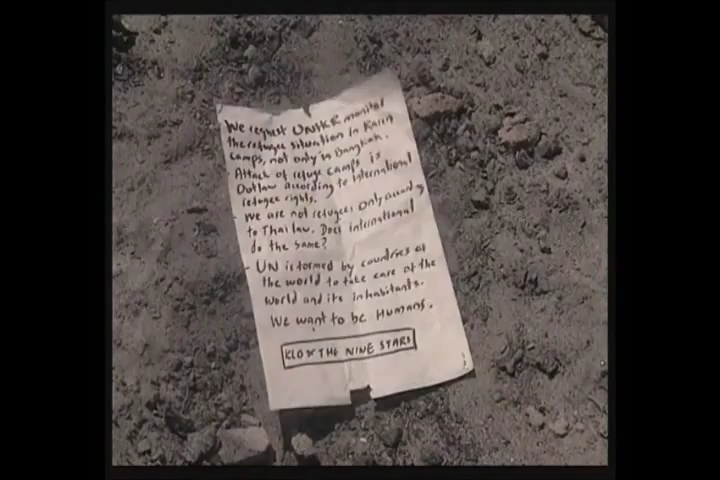 We request UNHKR monitor
the refugee situation in Karen
camps, not only in Bangkok.
- Attack of refuge camps is
Outlaw according to international
refugee rights.
- We are not refugees only according
to Thai law. Does international
do the same?
- UN is formed by countries of
the world to take care of the
world and its inhabitants.
We want to be HUMANS.
KLO OF THE NINE STARS